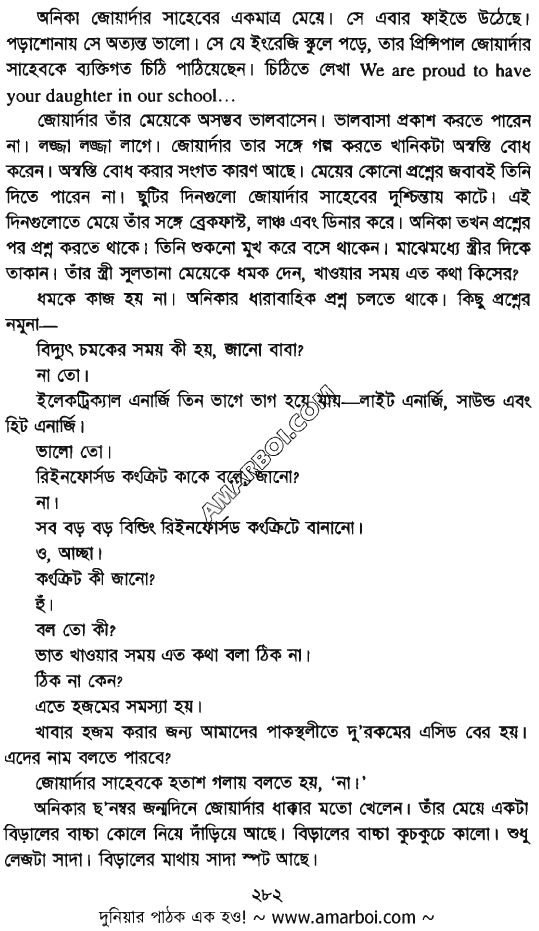 অনিকা জোয়ার্দার সাহেবের একমাত্র মেয়ে। সে এবার ফাইভে উঠেছে।
পড়াশোনায় সে অত্যন্ত ভালো। সে যে ইংরেজি স্কুলে পড়ে, তার প্রিন্সিপাল জোয়ার্দার
সাহেবকে ব্যক্তিগত চিঠি পাঠিয়েছেন। চিঠিতে লেখা We are proud to have
your daughter in our school...
জোয়ার্দার তাঁর মেয়েকে অসম্ভব ভালবাসেন। ভালবাসা প্রকাশ করতে পারেন
না। লজ্জা লজ্জা লাগে। জোয়ার্দার তার সঙ্গে গল্প করতে খানিকটা অস্বস্তি বোধ
করেন। অস্বস্তি বোধ করার সংগত কারণ আছে। মেয়ের কোনো প্রশ্নের জবাবই তিনি
দিতে পারেন না। ছুটির দিনগুলো জোয়ার্দার সাহেবের দুশ্চিন্তায় কাটে। এই
দিনগুলোতে মেয়ে তাঁর সঙ্গে ব্রেকফাস্ট, লাঞ্চ এবং ডিনার করে। অনিকা তখন প্রশ্নের
পর প্রশ্ন করতে থাকে। তিনি শুকনো মুখ করে বসে থাকেন। মাঝেমধ্যে স্ত্রীর দিকে
তাকান। তাঁর স্ত্রী সুলতানা মেয়েকে ধমক দেন, খাওয়ার সময় এত কথা কিসের?
ধমকে কাজ হয় না। অনিকার ধারাবাহিক প্রশ্ন চলতে থাকে। কিছু প্রশ্নের
নমুনা—
বিদ্যুৎ চমকের সময় কী হয়, জানো বাবা?
না তো।
ইলেকট্রিক্যাল এনার্জি তিন ভাগে ভাগ হয়ে যায়—লাইট এনার্জি, সাউন্ড এবং
হিট এনার্জি।
ভালো তো।
রিইনফোর্সড কংক্রিট কাকে বলে, জানো?
না।
সব বড় বড় বিল্ডিং রিইনফোর্সড কংক্রিটে বানানো।
ও, আচ্ছা।
কংক্রিট কী জানো?
হুঁ।
বল তো কী?
ভাত খাওয়ার সময় এত কথা বলা ঠিক না।
ঠিক না কেন?
এতে হজমের সমস্যা হয়।
খাবার হজম করার জন্য আমাদের পাকস্থলীতে দু'রকমের এসিড বের হয়।
এদের নাম বলতে পারবে?
জোয়ার্দার সাহেবকে হতাশ গলায় বলতে হয়, 'না।'
অনিকার ছ'নম্বর জন্মদিনে জোয়ার্দার ধাক্কার মতো খেলেন। তাঁর মেয়ে একটা
বিড়ালের বাচ্চা কোলে নিয়ে দাঁড়িয়ে আছে। বিড়ালের বাচ্চা কুচকুচে কালো। শুধু
লেজটা সাদা। বিড়ালের মাথায় সাদা স্পট আছে।
২৮২
দুনিয়ার পাঠক এক হও! ~ www.amarboi.com ~
AMARBOI.COM